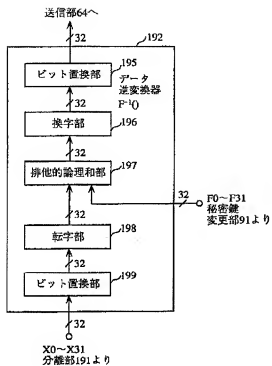 送信部64へ
32
192
195
ビット置換部
データ
逆変換器
F⁻¹()
32
196
換字部
32
197
排他的論理和部
32
32
F0～F31
秘密鍵
変更部91より
198
転字部
32
199
ビット置換部
32
X0～X31
分離部191より